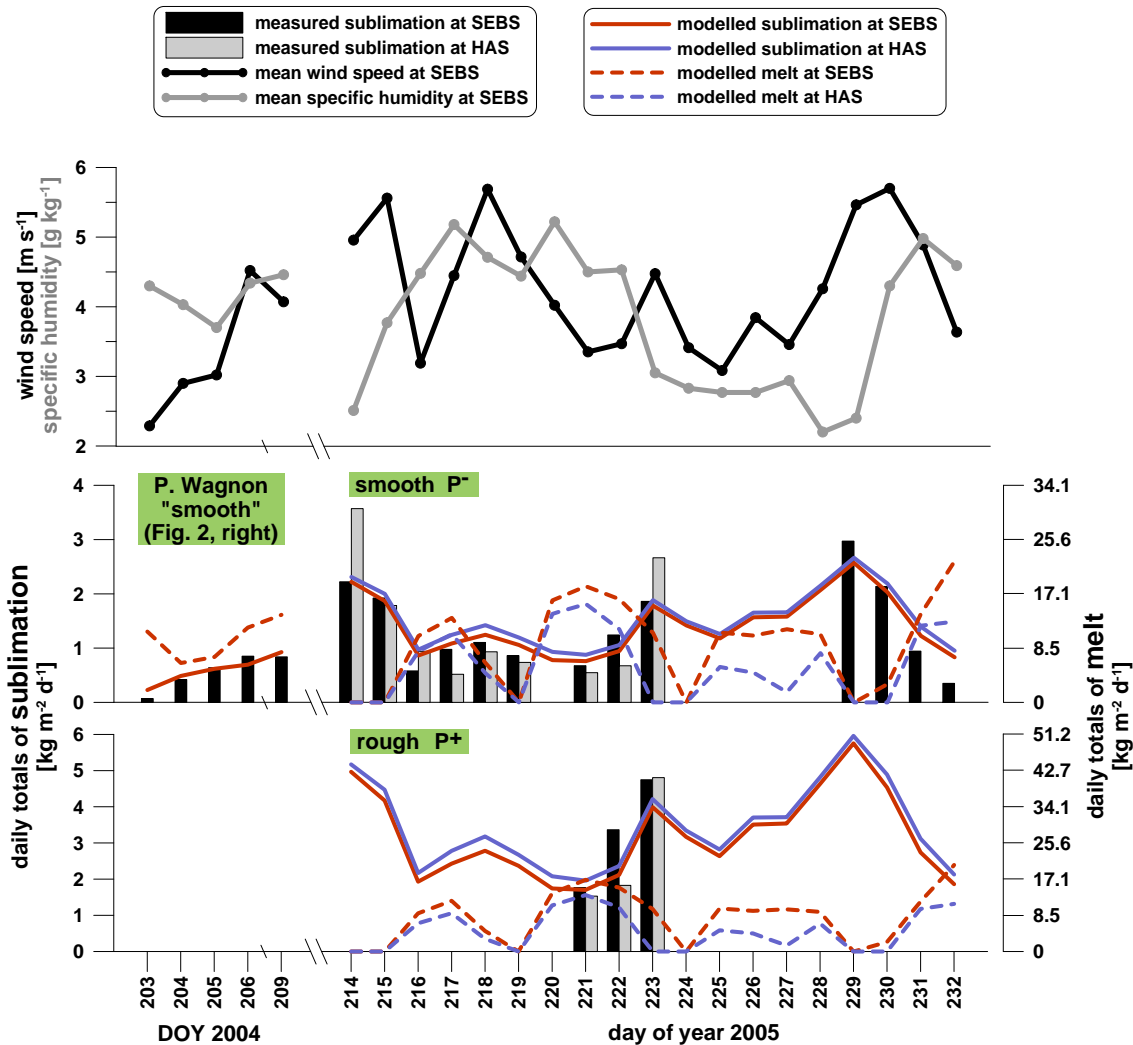 measured sublimation at SEBS
measured sublimation at HAS
mean wind speed at SEBS
mean specific humidity at SEBS
modelled sublimation at SEBS
modelled sublimation at HAS
modelled melt at SEBS
modelled melt at HAS
wind speed [m s-1]
specific humidity [g kg-1]
6
5
4
3
2
P. Wagnon
"smooth"
(Fig. 2, right)
smooth P-
4
3
2
1
0
34.1
25.6
17.1
8.5
0
daily totals of sublimation
[kg m-2 d-1]
daily totals of melt
[kg m-2 d-1]
rough P+
6
5
4
3
2
1
0
51.2
42.7
34.1
25.6
17.1
8.5
0
203 204 205 206 209 214 215 216 217 218 219 220 221 222 223 224 225 226 227 228 229 230 231 232
DOY 2004 day of year 2005